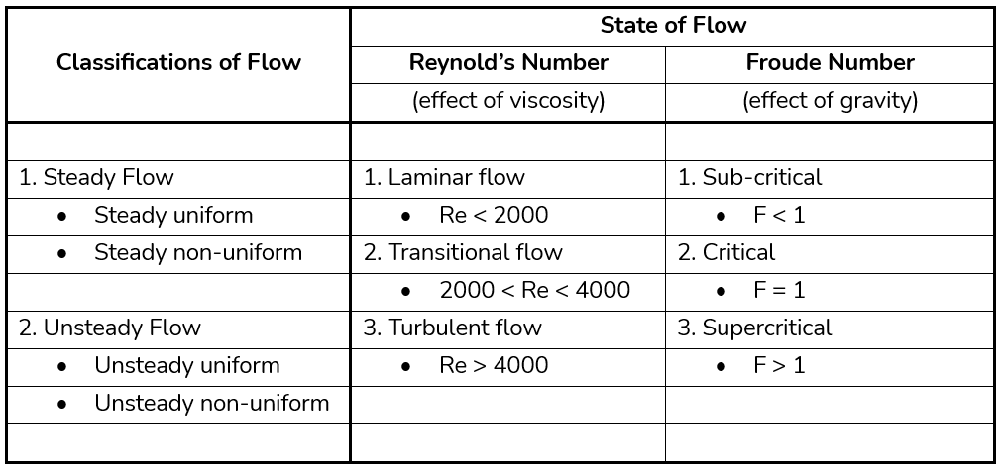 Classifications of Flow
State of Flow
Reynold’s Number
Froude Number
(effect of viscosity)
(effect of gravity)
1. Steady Flow
1. Laminar flow
1. Sub-critical
• Steady uniform
• Re < 2000
• F < 1
• Steady non-uniform
2. Transitional flow
2. Critical
• 2000 < Re < 4000
• F = 1
2. Unsteady Flow
3. Turbulent flow
3. Supercritical
• Unsteady uniform
• Re > 4000
• F > 1
• Unsteady non-uniform